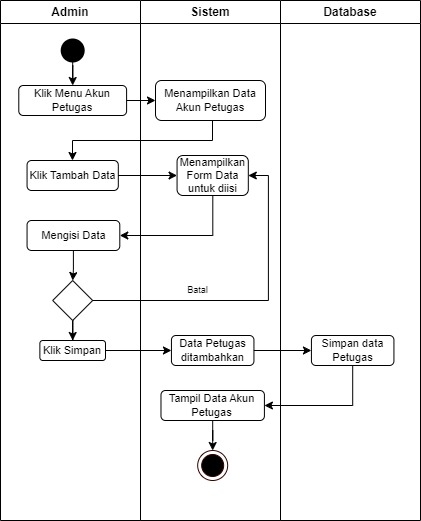 Admin
Sistem
Database
Klik Menu Akun
Petugas
Menampilkan Data
Akun Petugas
Klik Tambah Data
Menampilkan
Form Data
untuk diisi
Mengisi Data
Batal
Klik Simpan
Data Petugas
ditambahkan
Simpan data
Petugas
Tampil Data Akun
Petugas